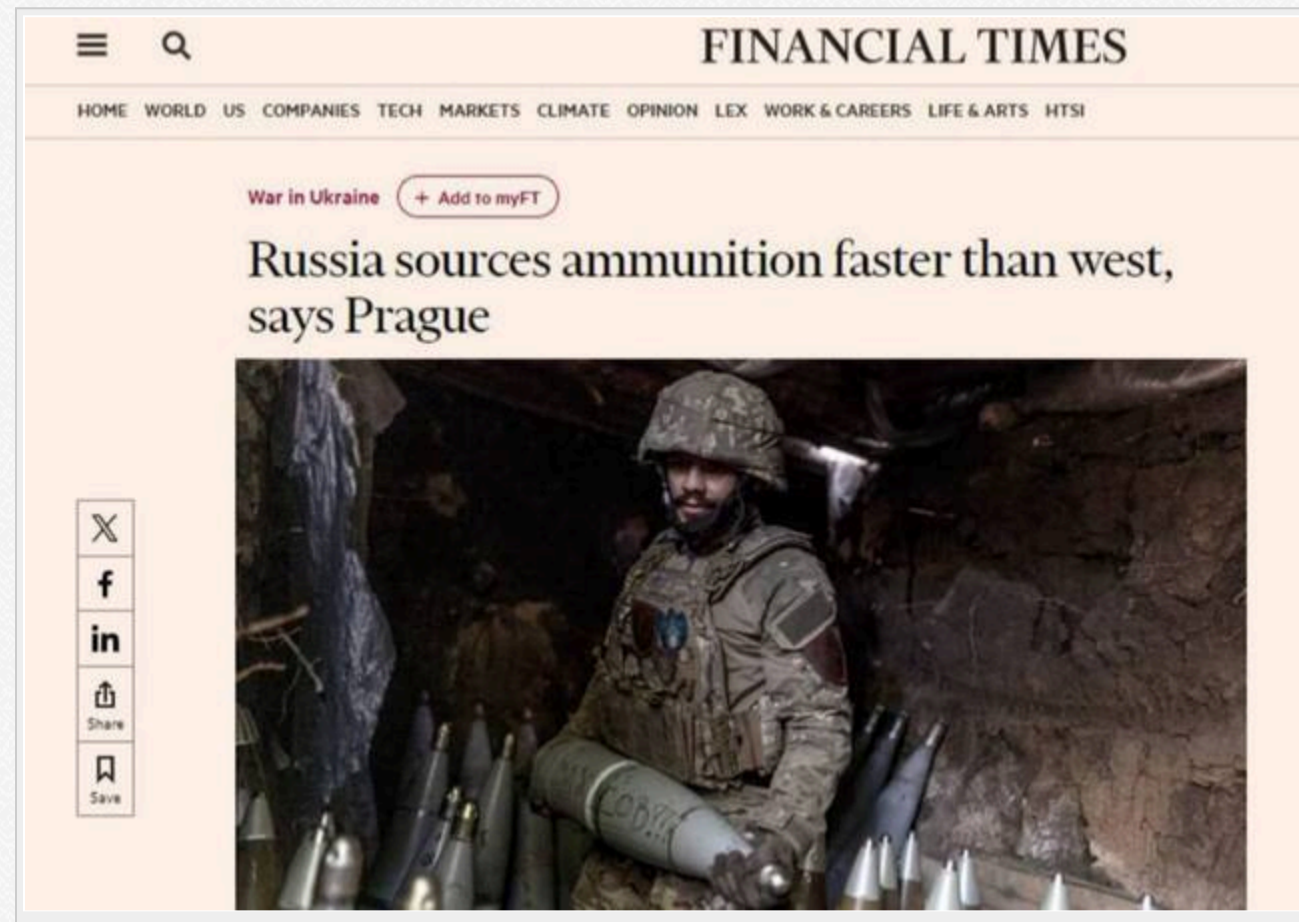 FINANCIAL TIMES
HOME WORLD US COMPANIES TECH MARKETS CLIMATE OPINION LEX WORK & CAREERS LIFE & ARTS HTSI
War in Ukraine + Add to myFT
Russia sources ammunition faster than west,
says Prague
X
f
in
Share
Save